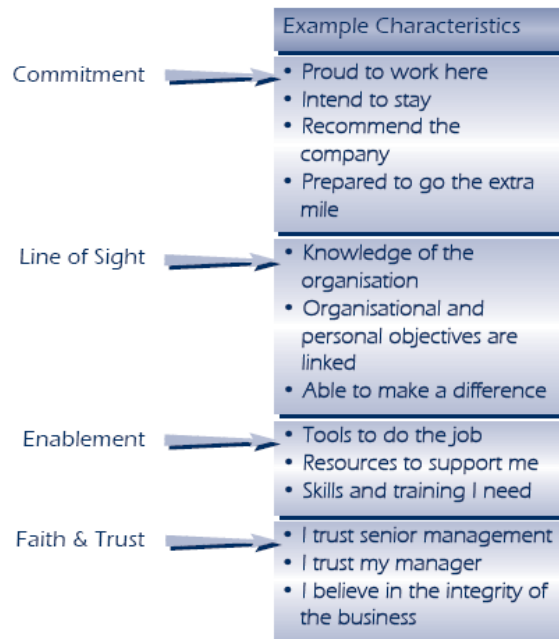 Example Characteristics
Commitment
• Proud to work here
• Intend to stay
• Recommend the
company
• Prepared to go the extra
mile
Line of Sight
• Knowledge of the
organisation
• Organisational and
personal objectives are
linked
• Able to make a difference
Enablement
• Tools to do the job
• Resources to support me
• Skills and training I need
Faith & Trust
• I trust senior management
• I trust my manager
• I believe in the integrity of
the business